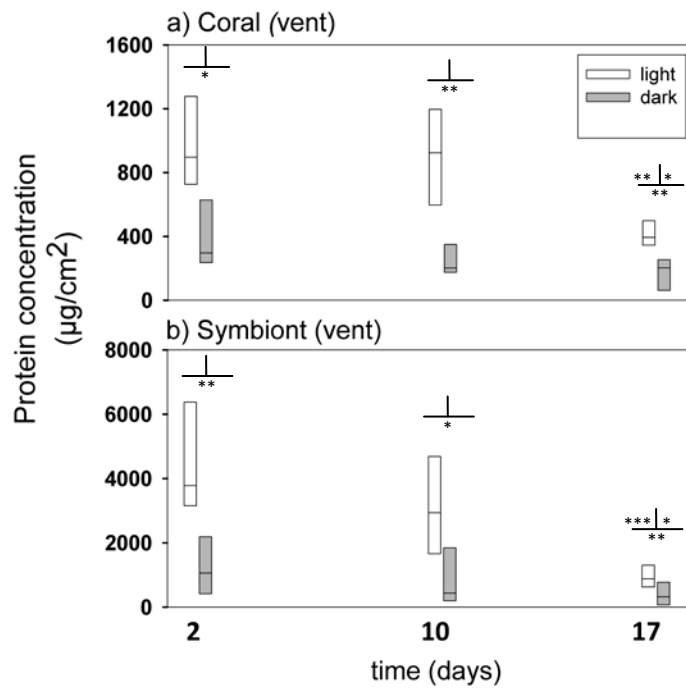 a) Coral (vent)
1600
1200
800
400
0
*
**
** *
**
light
dark
b) Symbiont (vent)
8000
6000
4000
2000
0
**
*
*** *
**
2 10 17
time (days)
Protein concentration
(µg/cm²)